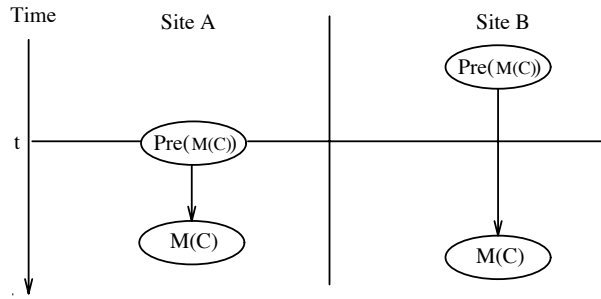 Time
Site A
Site B
Pre(M(C))
t
Pre(M(C))
M(C)
M(C)